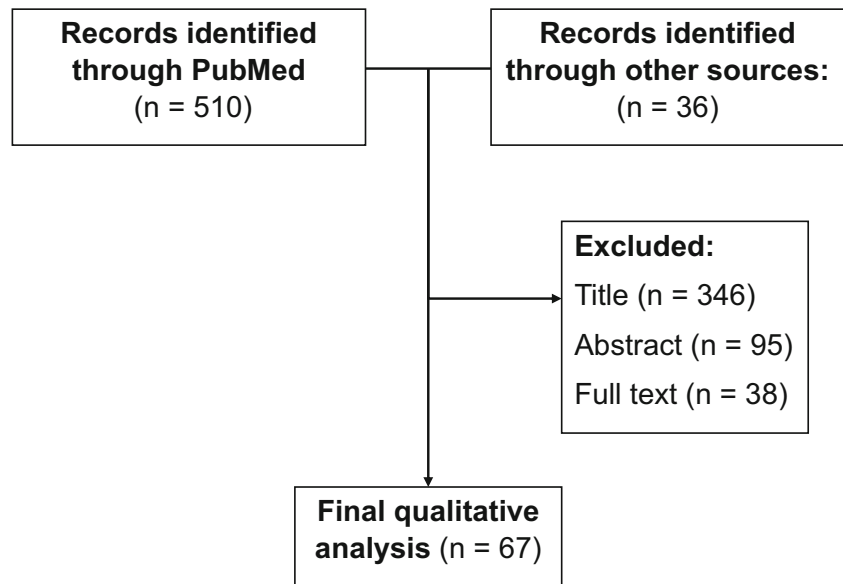 Records identified
through PubMed
(n = 510)
Records identified
through other sources:
(n = 36)
Excluded:
Title (n = 346)
Abstract (n = 95)
Full text (n = 38)
Final qualitative
analysis (n = 67)